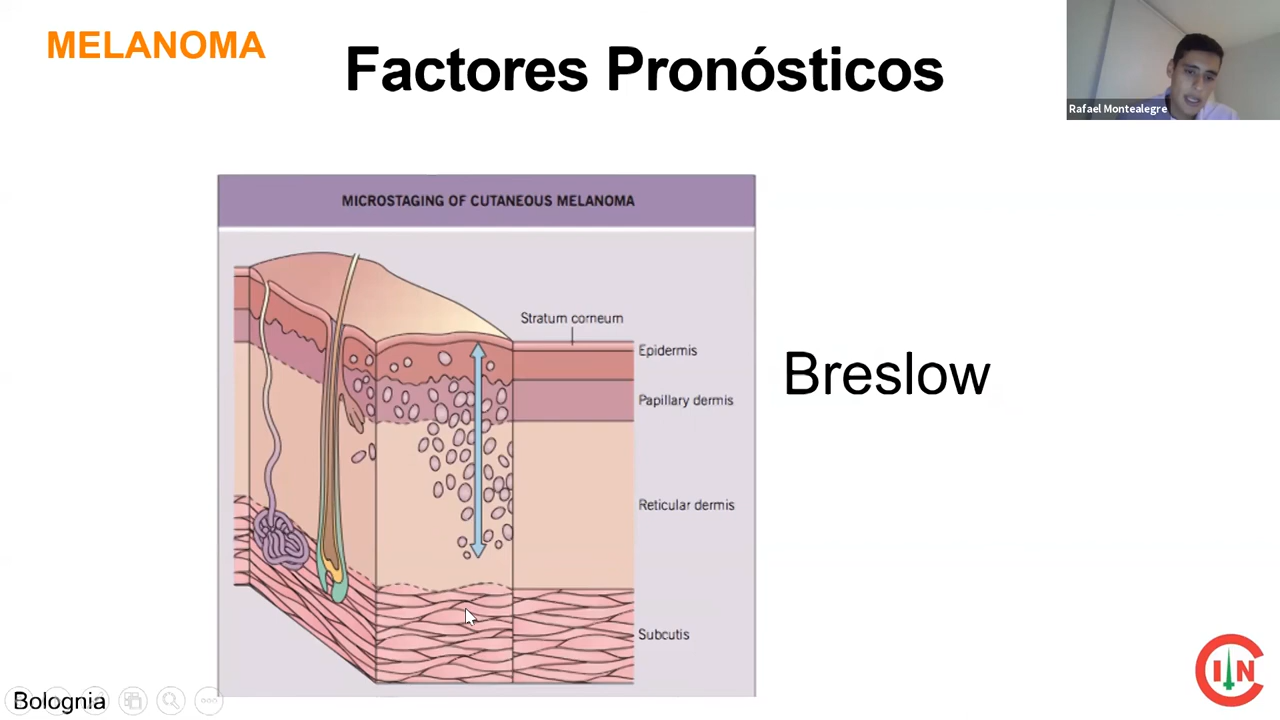 MELANOMA
Factores Pronósticos
Rafael Montealegre
MICROSTAGING OF CUTANEOUS MELANOMA
Stratum corneum
Epidermis
Papillary dermis
Breslow
Reticular dermis
Subcutis
Bolognia
CIN